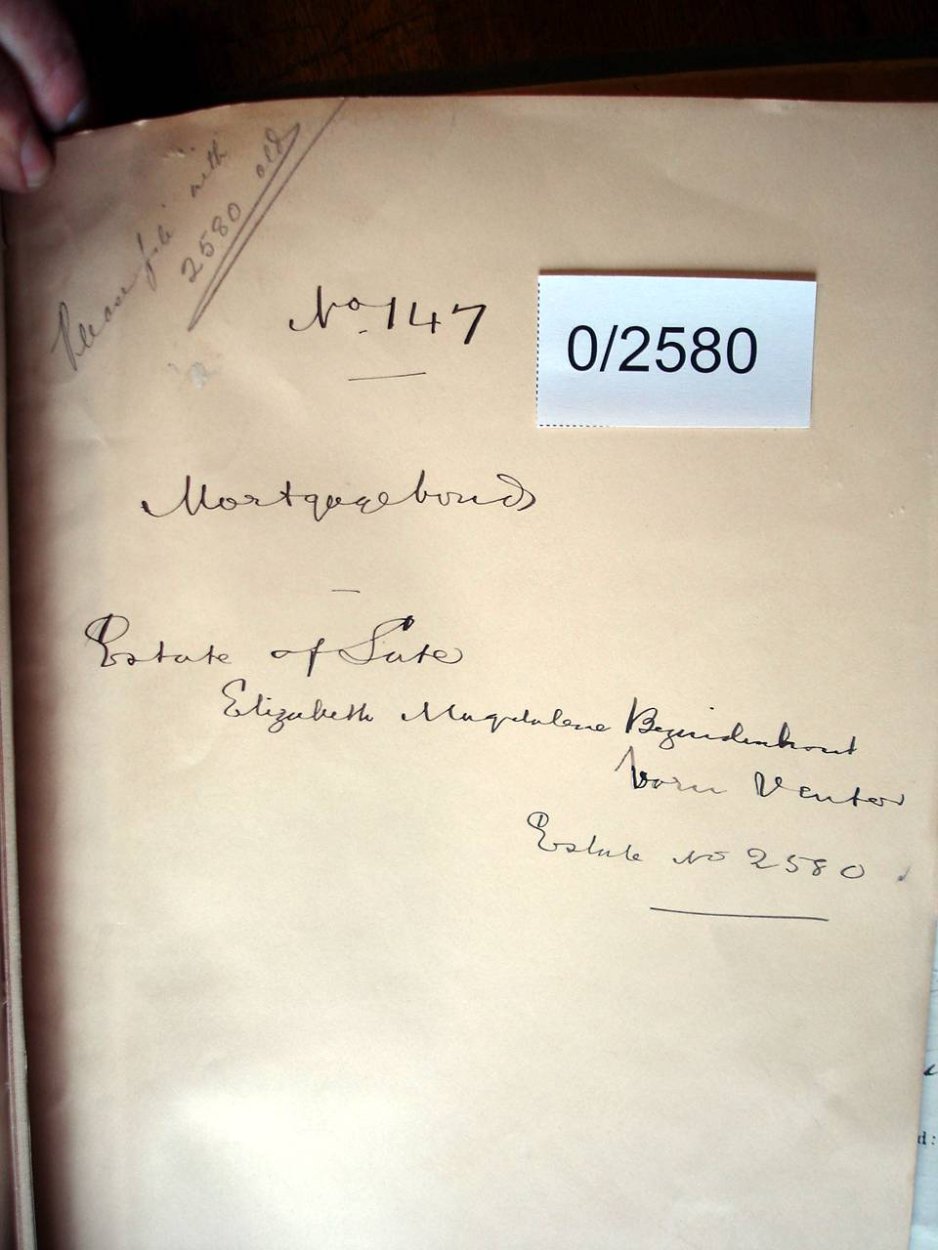 Please file with
2580 old
No. 147
0/2580
Mortgagebond
Estate of Late
Elizabeth Magdalene Bezuidenhout
born Venter
Estate No 2580